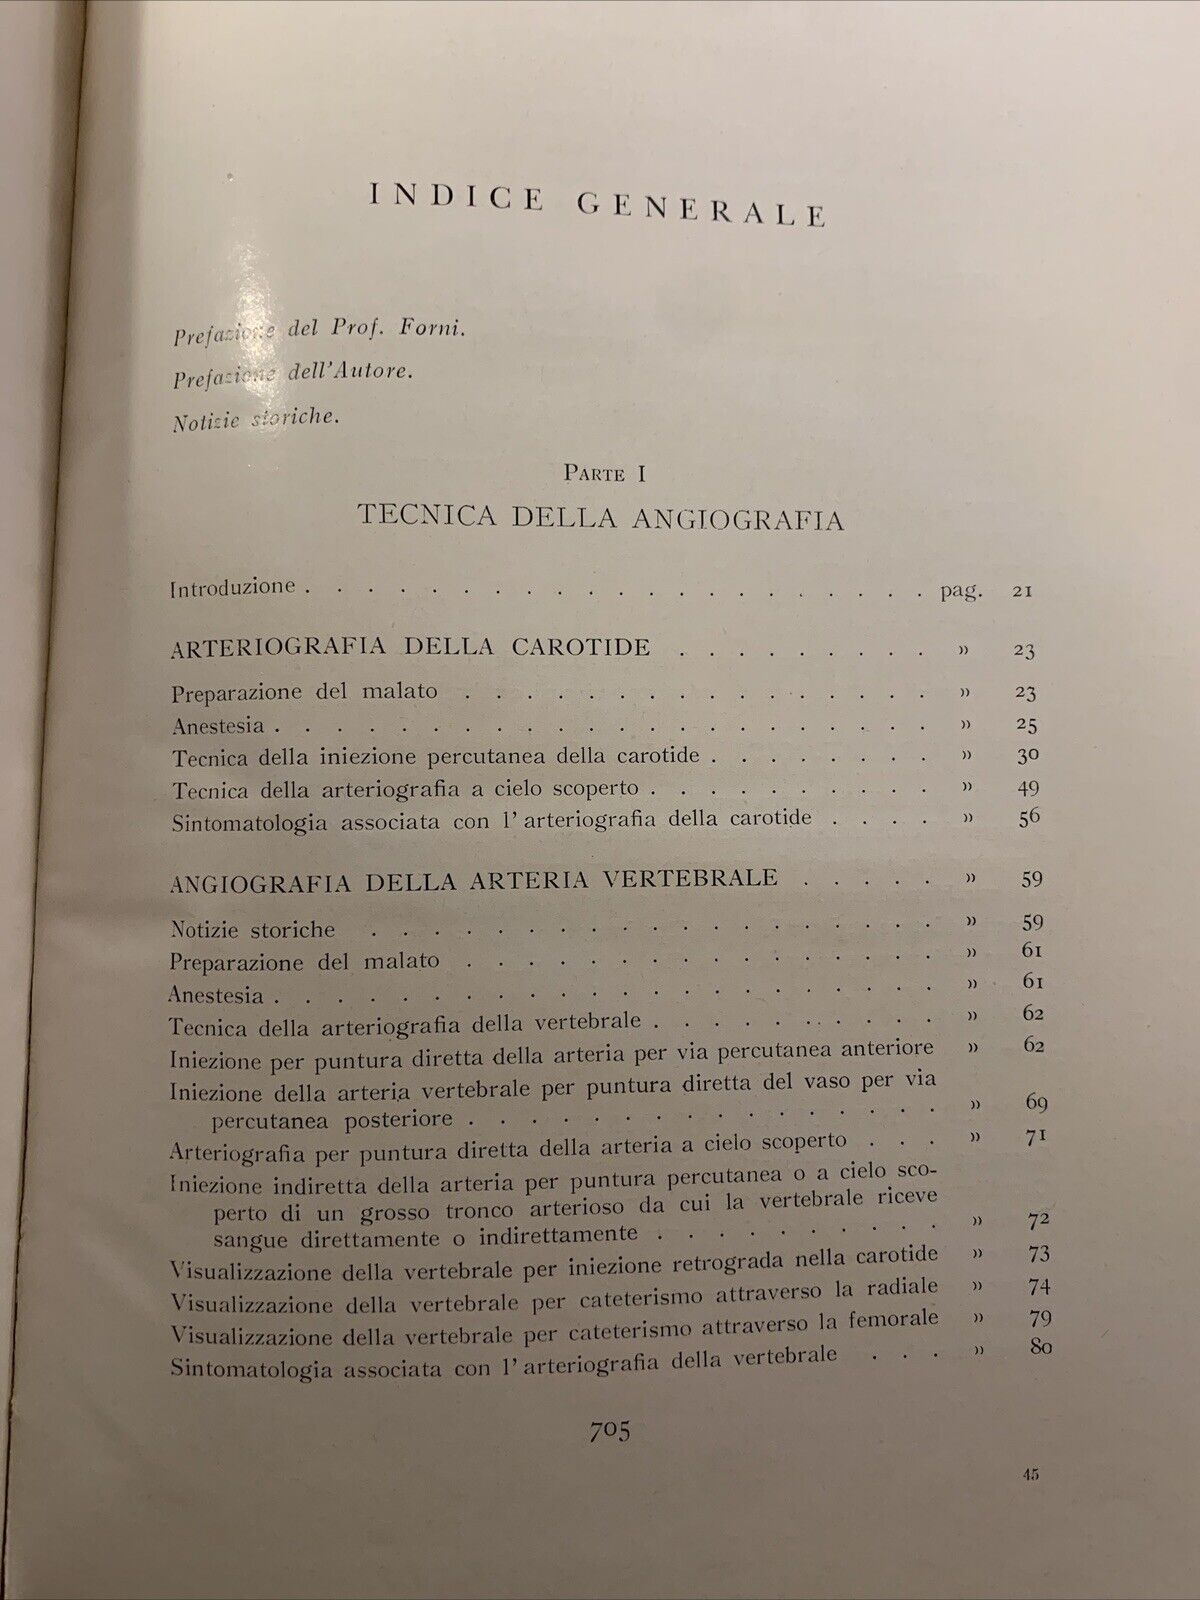 INDICE GENERALE
Prefazione del Prof. Forni.
Prefazione dell'Autore.
Notizie storiche.
PARTE I
TECNICA DELLA ANGIOGRAFIA
Introduzione . . . . . . . . . . . . . . . . . . . . pag. 21
ARTERIOGRAFIA DELLA CAROTIDE . . . . . . . . » 23
Preparazione del malato . . . . . . . . . . . . . . . » 23
Anestesia . . . . . . . . . . . . . . . . . . . . . » 25
Tecnica della iniezione percutanea della carotide . . . . . . . » 30
Tecnica della arteriografia a cielo scoperto . . . . . . . . . » 49
Sintomatologia associata con l'arteriografia della carotide . . . . » 56
ANGIOGRAFIA DELLA ARTERIA VERTEBRALE . . . . . » 59
Notizie storiche . . . . . . . . . . . . . . . . . . » 59
Preparazione del malato . . . . . . . . . . . . . . . » 61
Anestesia . . . . . . . . . . . . . . . . . . . . . » 61
Tecnica della arteriografia della vertebrale . . . . . . . . . » 62
Iniezione per puntura diretta della arteria per via percutanea anteriore » 62
Iniezione della arteria vertebrale per puntura diretta del vaso per via
percutanea posteriore . . . . . . . . . . . . . . . » 69
Arteriografia per puntura diretta della arteria a cielo scoperto . . . » 71
Iniezione indiretta della arteria per puntura percutanea o a cielo sco-
perto di un grosso tronco arterioso da cui la vertebrale riceve
sangue direttamente o indirettamente . . . . . . . . . » 72
Visualizzazione della vertebrale per iniezione retrograda nella carotide » 73
Visualizzazione della vertebrale per cateterismo attraverso la radiale » 74
Visualizzazione della vertebrale per cateterismo attraverso la femorale » 79
Sintomatologia associata con l'arteriografia della vertebrale . . . » 80
705
45